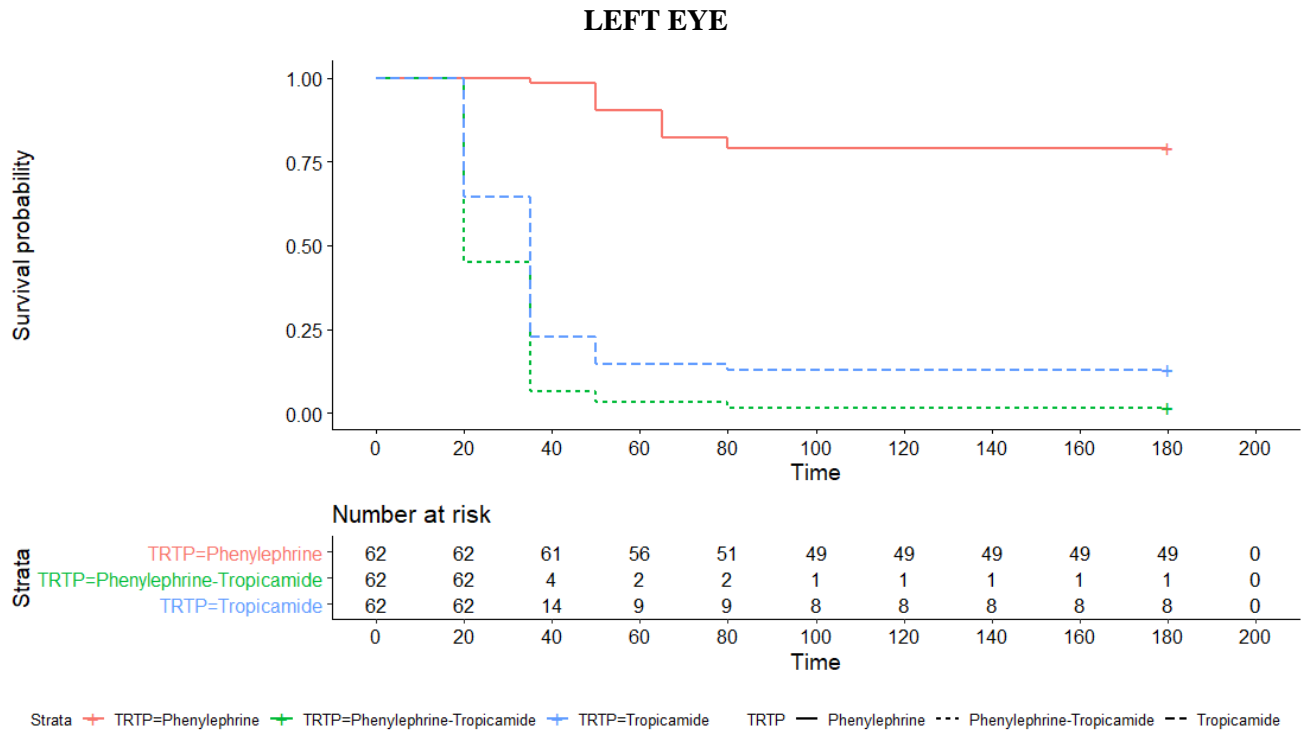 LEFT EYE
Survival probability
1.00
0.75
0.50
0.25
0.00
0 20 40 60 80 100 120 140 160 180 200
Time
Number at risk
Strata
TRTP=Phenylephrine 62 62 61 56 51 49 49 49 49 49 0
TRTP=Phenylephrine-Tropicamide 62 62 4 2 2 1 1 1 1 1 0
TRTP=Tropicamide 62 62 14 9 9 8 8 8 8 8 0
0 20 40 60 80 100 120 140 160 180 200
Time
Strata TRTP=Phenylephrine TRTP=Phenylephrine-Tropicamide TRTP=Tropicamide TRTP Phenylephrine Phenylephrine-Tropicamide Tropicamide